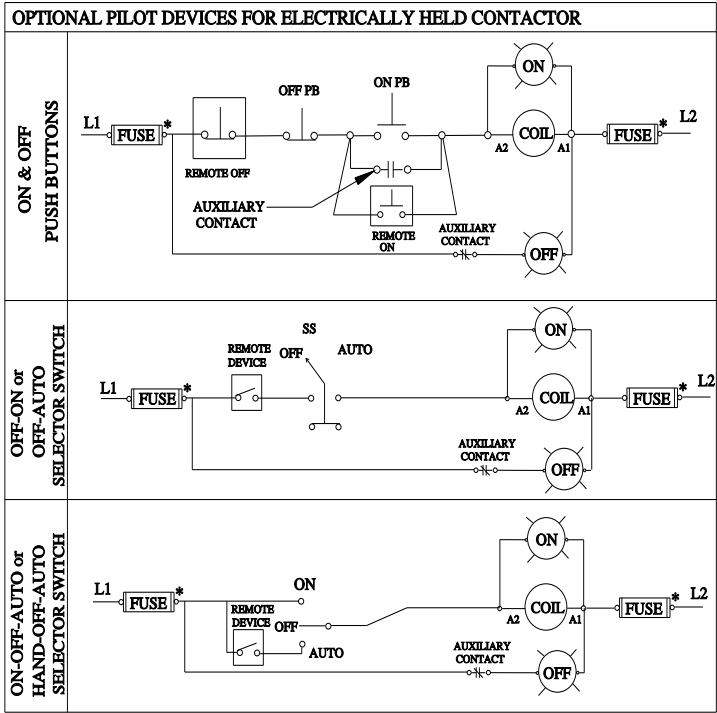 OPTIONAL PILOT DEVICES FOR ELECTRICALLY HELD CONTACTOR
ON & OFF
PUSH BUTTONS
L1
FUSE
*
REMOTE OFF
OFF PB
ON PB
AUXILIARY
CONTACT
REMOTE
ON
AUXILIARY
CONTACT
ON
COIL
A2
A1
OFF
FUSE
*
L2
OFF-ON or
OFF-AUTO
SELECTOR SWITCH
L1
FUSE
*
REMOTE
DEVICE
SS
OFF
AUTO
AUXILIARY
CONTACT
ON
COIL
A2
A1
OFF
FUSE
*
L2
ON-OFF-AUTO or
HAND-OFF-AUTO
SELECTOR SWITCH
L1
FUSE
*
REMOTE
DEVICE
ON
OFF
AUTO
AUXILIARY
CONTACT
ON
COIL
A2
A1
OFF
FUSE
*
L2